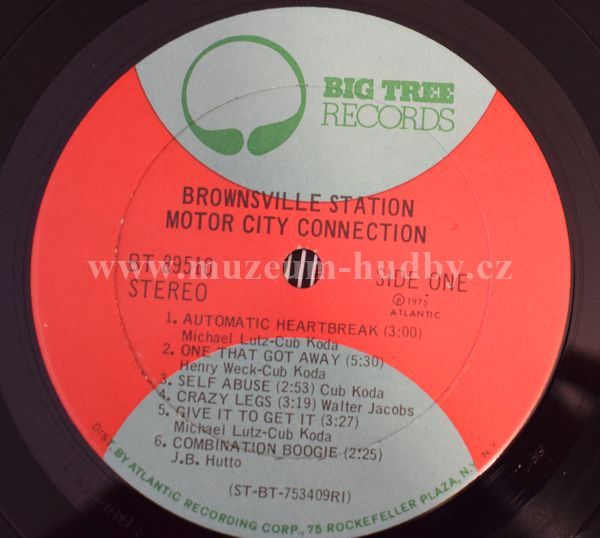 BIG TREE
RECORDS
BROWNSVILLE STATION
MOTOR CITY CONNECTION
BT 89510
SIDE ONE
www.muzeum-hudby.cz
STEREO
℗ 1975
ATLANTIC
1. AUTOMATIC HEARTBREAK (3:00)
Michael Lutz-Cub Koda
2. ONE THAT GOT AWAY (5:30)
Henry Weck-Cub Koda
3. SELF ABUSE (2:53) Cub Koda
4. CRAZY LEGS (3:19) Walter Jacobs
5. GIVE IT TO GET IT (3:27)
Michael Lutz-Cub Koda
6. COMBINATION BOOGIE (2:25)
J.B. Hutto
(ST-BT-753409RI)
DIST. BY ATLANTIC RECORDING CORP., 75 ROCKEFELLER PLAZA, N.Y. N.Y.